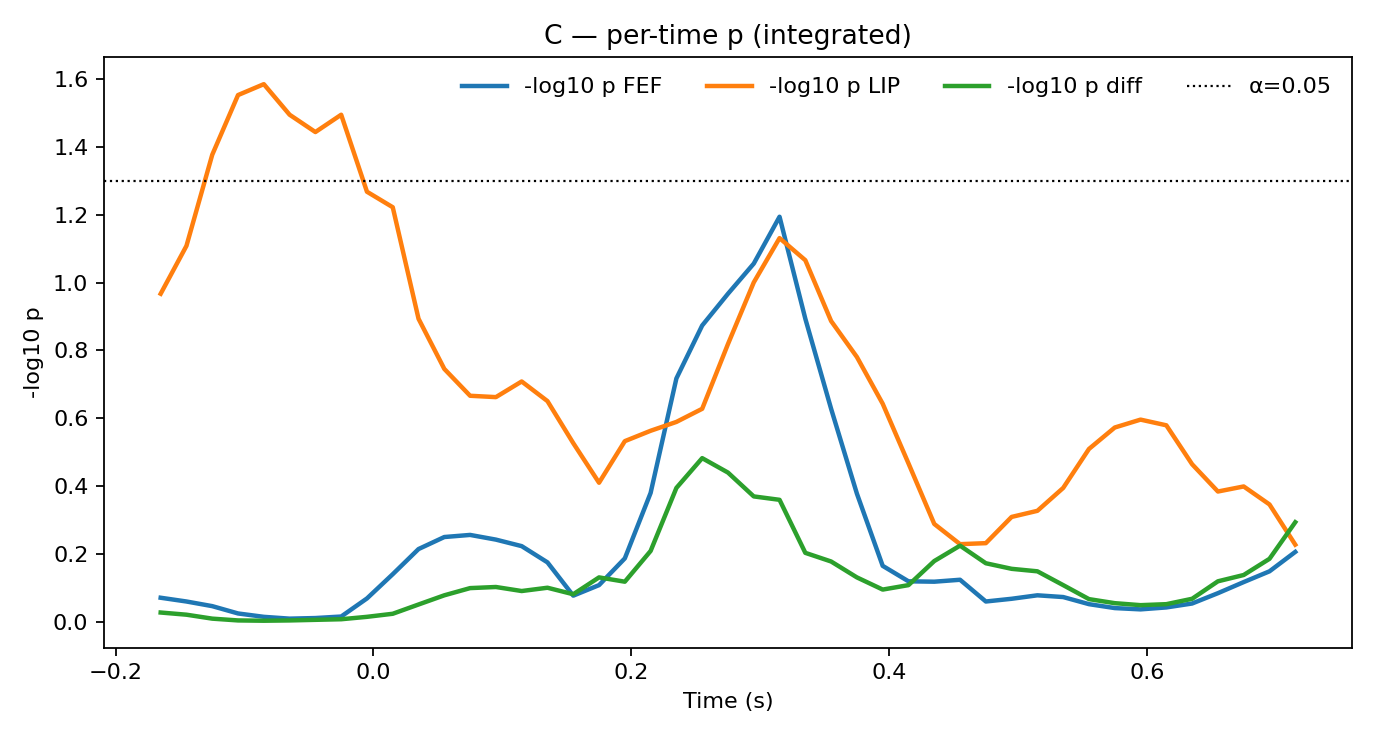 C — per-time p (integrated)
-log10 p FEF
-log10 p LIP
-log10 p diff
α=0.05
1.6
1.4
1.2
1.0
0.8
0.6
0.4
0.2
0.0
-log10 p
−0.2
0.0
0.2
0.4
0.6
Time (s)